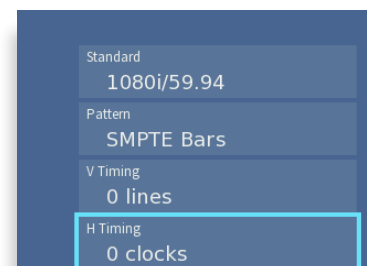 Standard
1080i/59.94
Pattern
SMPTE Bars
V Timing
0 lines
H Timing
0 clocks